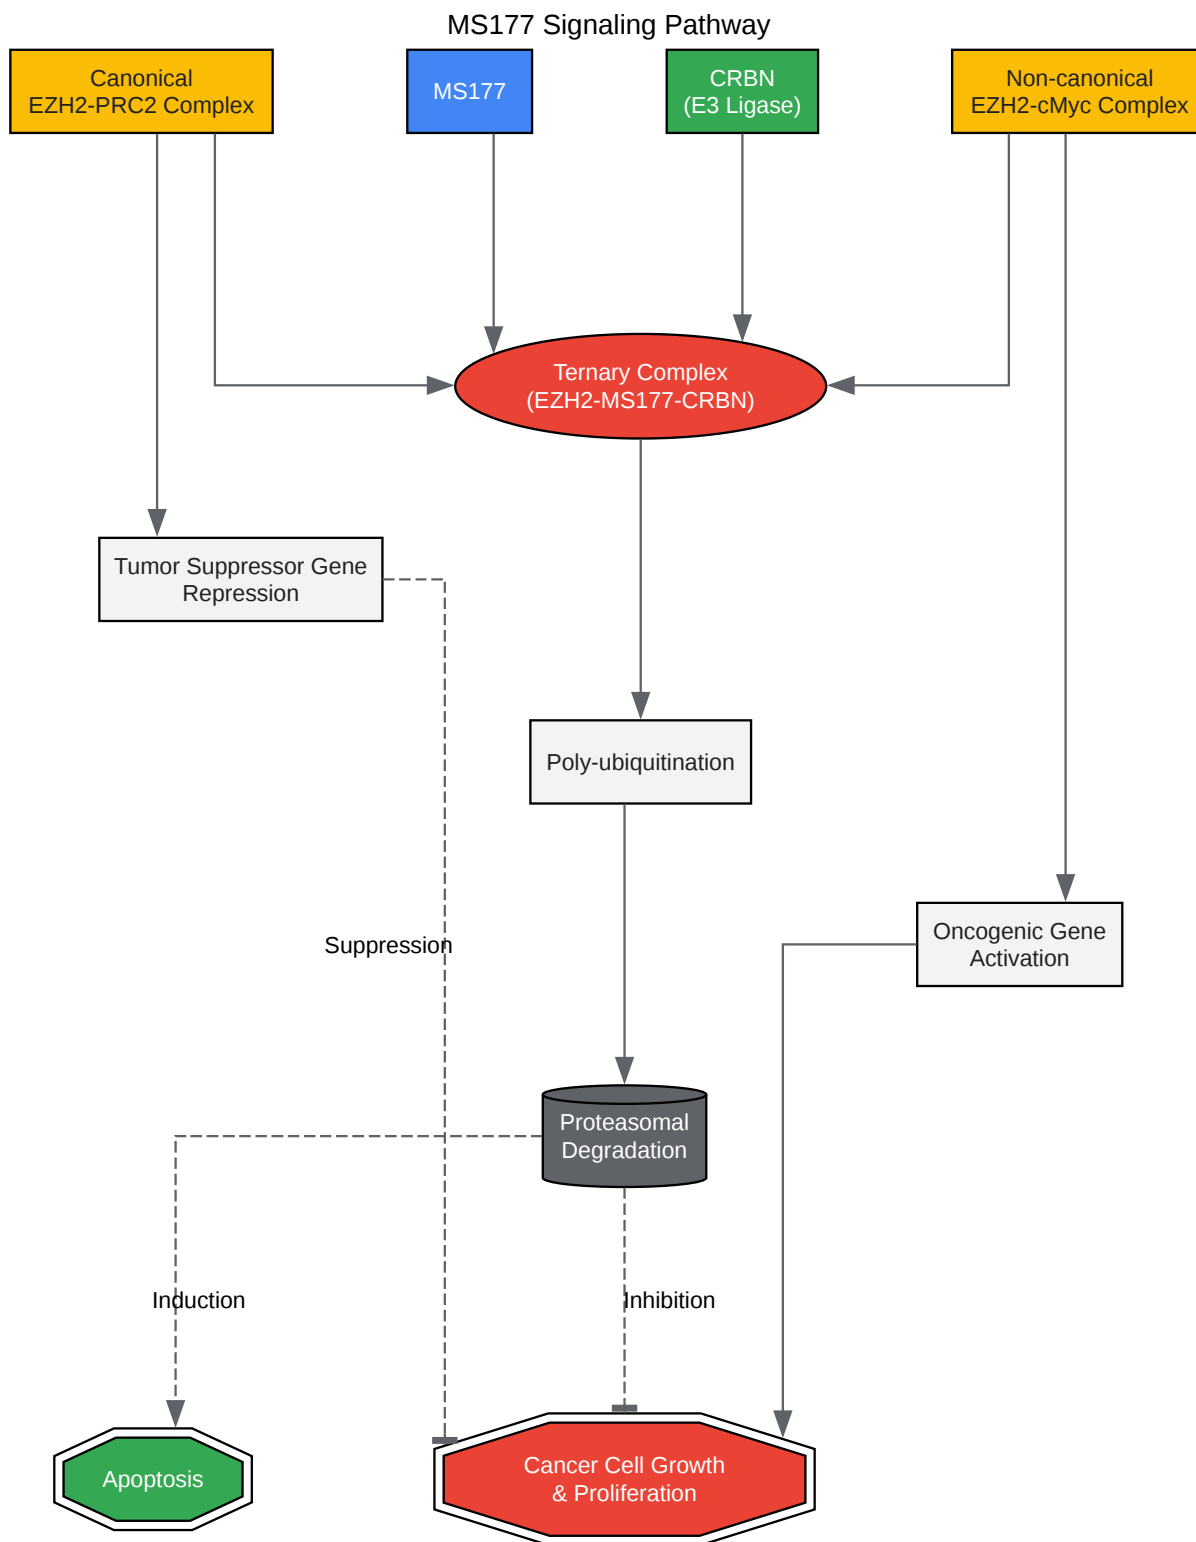 MS177 Signaling Pathway
Canonical
EZH2-PRC2 Complex
MS177
CRBN
(E3 Ligase)
Non-canonical
EZH2-cMyc Complex
Ternary Complex
(EZH2-MS177-CRBN)
Tumor Suppressor Gene
Repression
Poly-ubiquitination
Oncogenic Gene
Activation
Suppression
Proteasomal
Degradation
Induction
Inhibition
Apoptosis
Cancer Cell Growth
& Proliferation